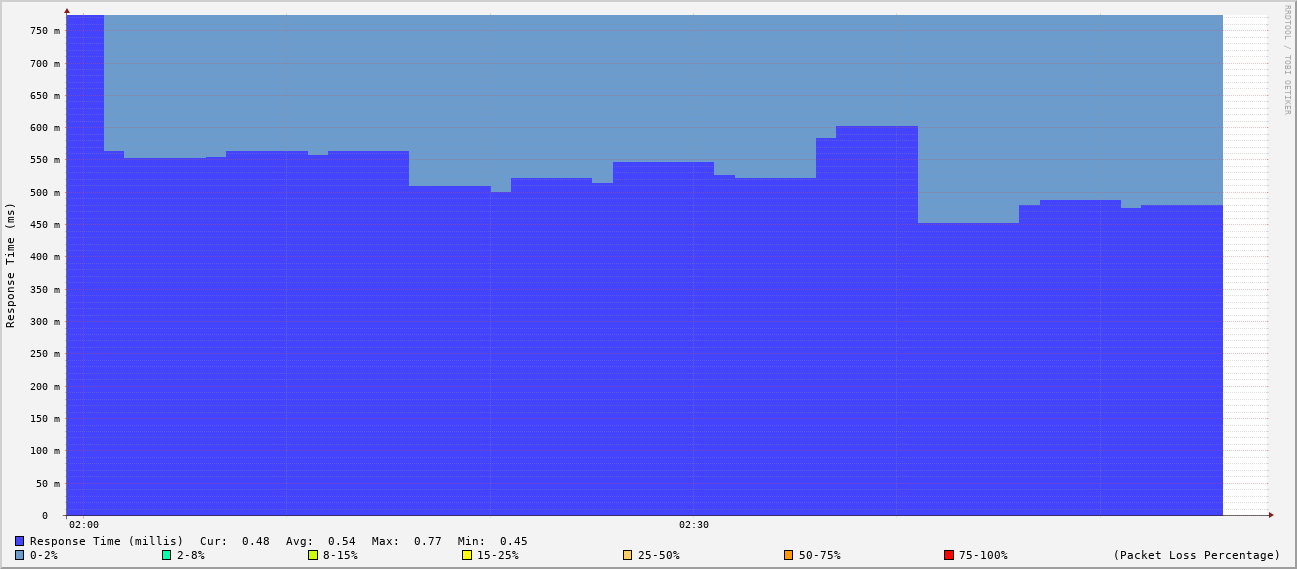 RRDTOOL / TOBI OETIKER
Response Time (ms)
750 m
700 m
650 m
600 m
550 m
500 m
450 m
400 m
350 m
300 m
250 m
200 m
150 m
100 m
50 m
0
02:00 02:30
Response Time (millis) Cur: 0.48 Avg: 0.54 Max: 0.77 Min: 0.45
0-2% 2-8% 8-15% 15-25% 25-50% 50-75% 75-100% (Packet Loss Percentage)